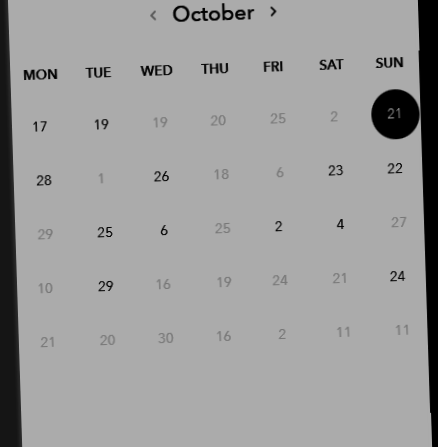 ‹ October ›
MON TUE WED THU FRI SAT SUN
17 19 19 20 25 2 21
28 1 26 18 6 23 22
29 25 6 25 2 4 27
10 29 16 19 24 21 24
21 20 30 16 2 11 11